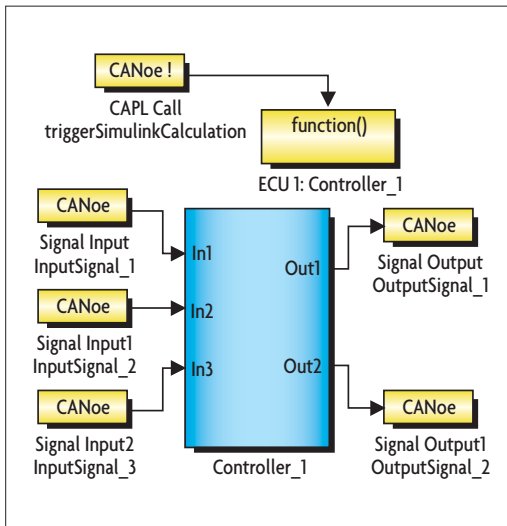 CANoe !
CAPL Call
triggerSimulinkCalculation
function()
ECU 1: Controller_1
CANoe
Signal Input
InputSignal_1
CANoe
Signal Input1
InputSignal_2
CANoe
Signal Input2
InputSignal_3
In1
In2
In3
Out1
Out2
Controller_1
CANoe
Signal Output
OutputSignal_1
CANoe
Signal Output1
OutputSignal_2